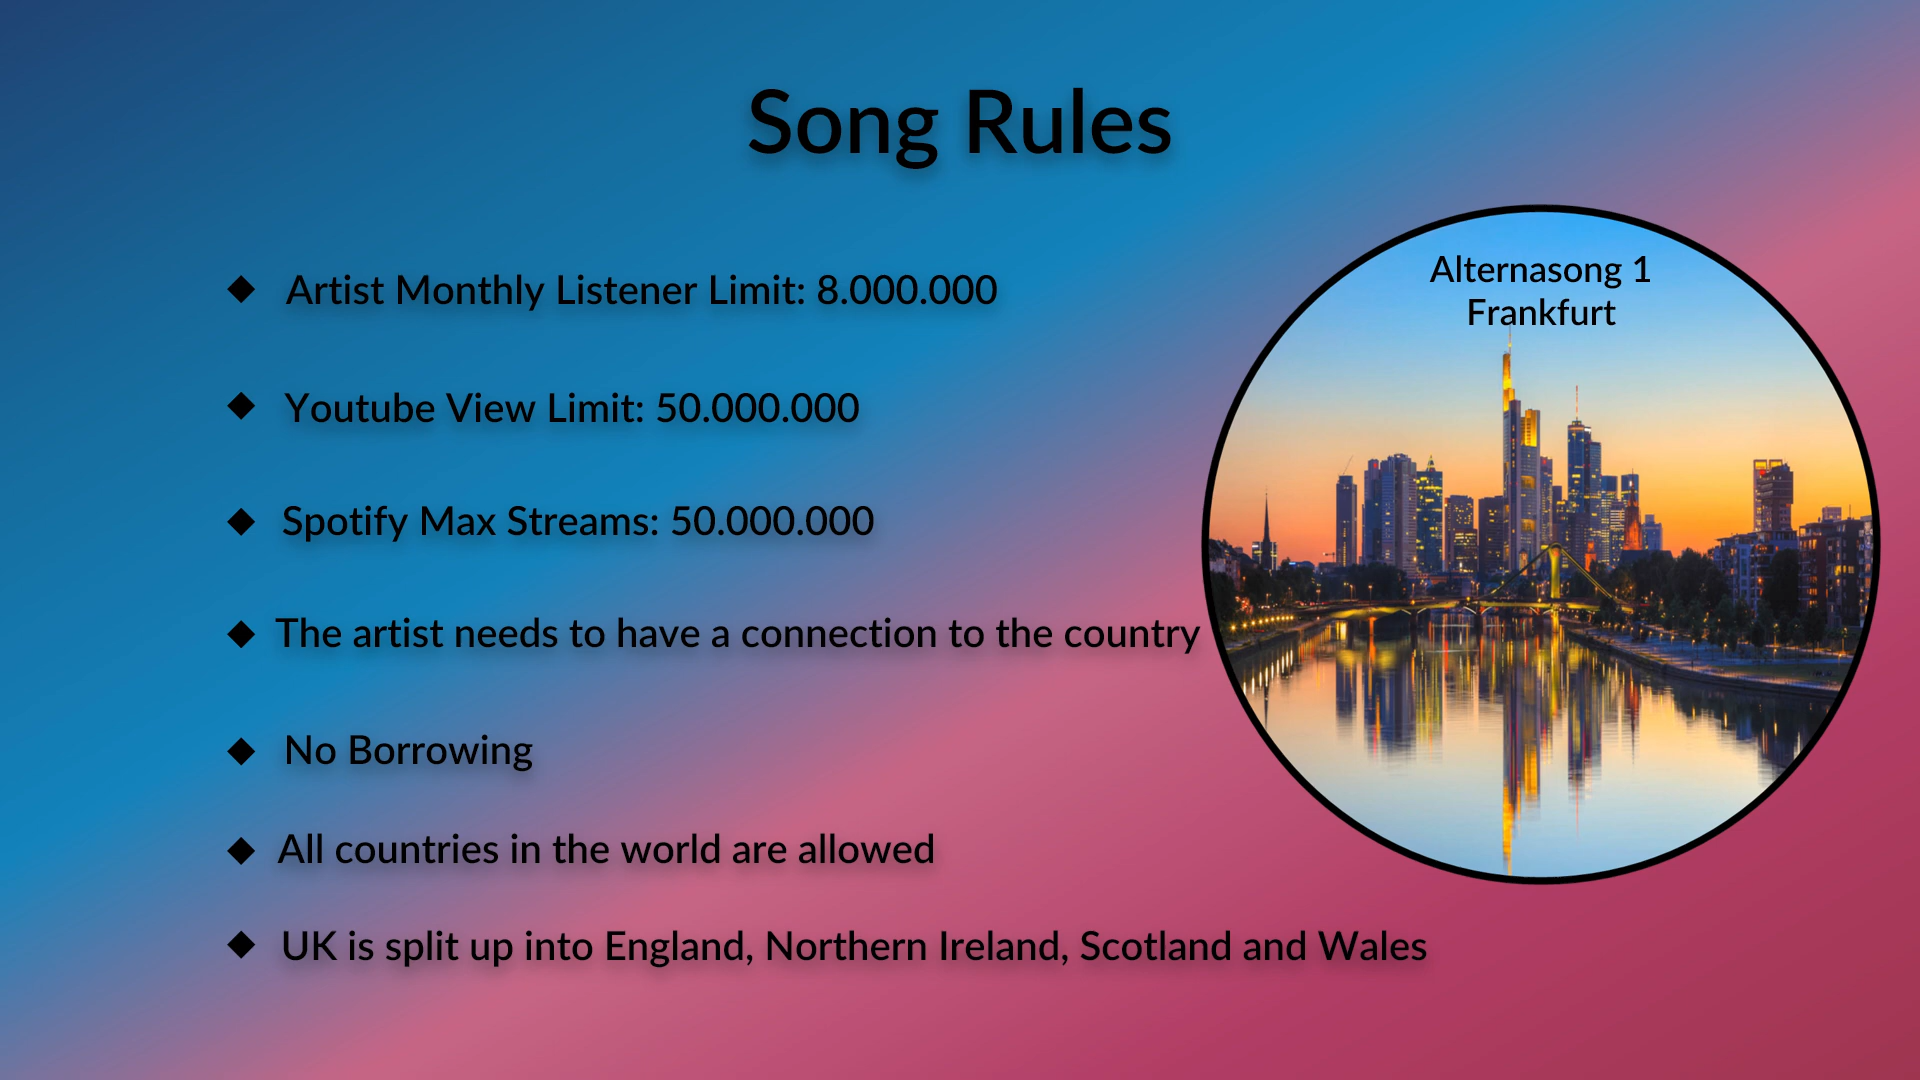 Song Rules
Alternasong 1
Frankfurt
Artist Monthly Listener Limit: 8.000.000
Youtube View Limit: 50.000.000
Spotify Max Streams: 50.000.000
The artist needs to have a connection to the country
No Borrowing
All countries in the world are allowed
UK is split up into England, Northern Ireland, Scotland and Wales